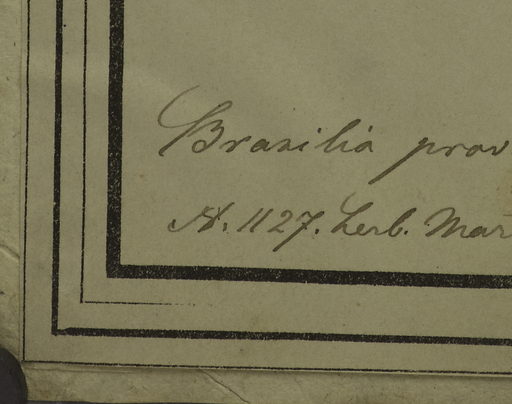 Brasilia prov
N. 1127. herb. Mar